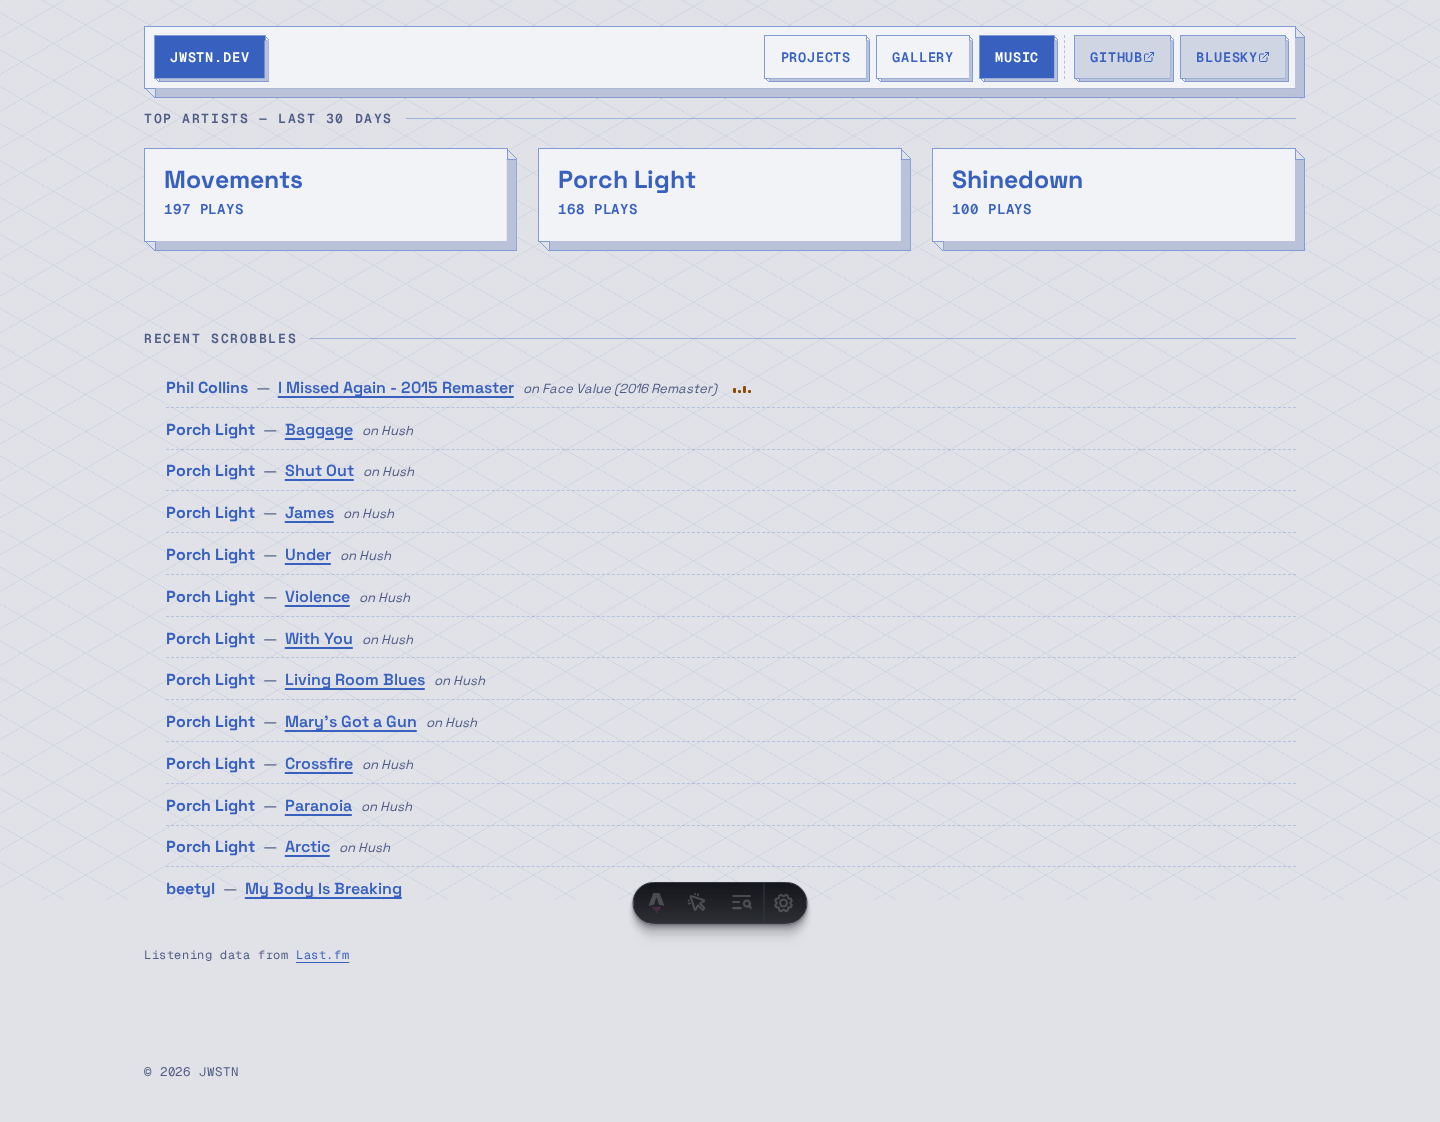 JWSTN.DEV PROJECTS GALLERY MUSIC GITHUB BLUESKY
TOP ARTISTS — LAST 30 DAYS
Movements
197 PLAYS
Porch Light
168 PLAYS
Shinedown
100 PLAYS
RECENT SCROBBLES
Phil Collins — I Missed Again - 2015 Remaster on Face Value (2016 Remaster)
Porch Light — Baggage on Hush
Porch Light — Shut Out on Hush
Porch Light — James on Hush
Porch Light — Under on Hush
Porch Light — Violence on Hush
Porch Light — With You on Hush
Porch Light — Living Room Blues on Hush
Porch Light — Mary’s Got a Gun on Hush
Porch Light — Crossfire on Hush
Porch Light — Paranoia on Hush
Porch Light — Arctic on Hush
beetyl — My Body Is Breaking
Listening data from Last.fm
© 2026 JWSTN